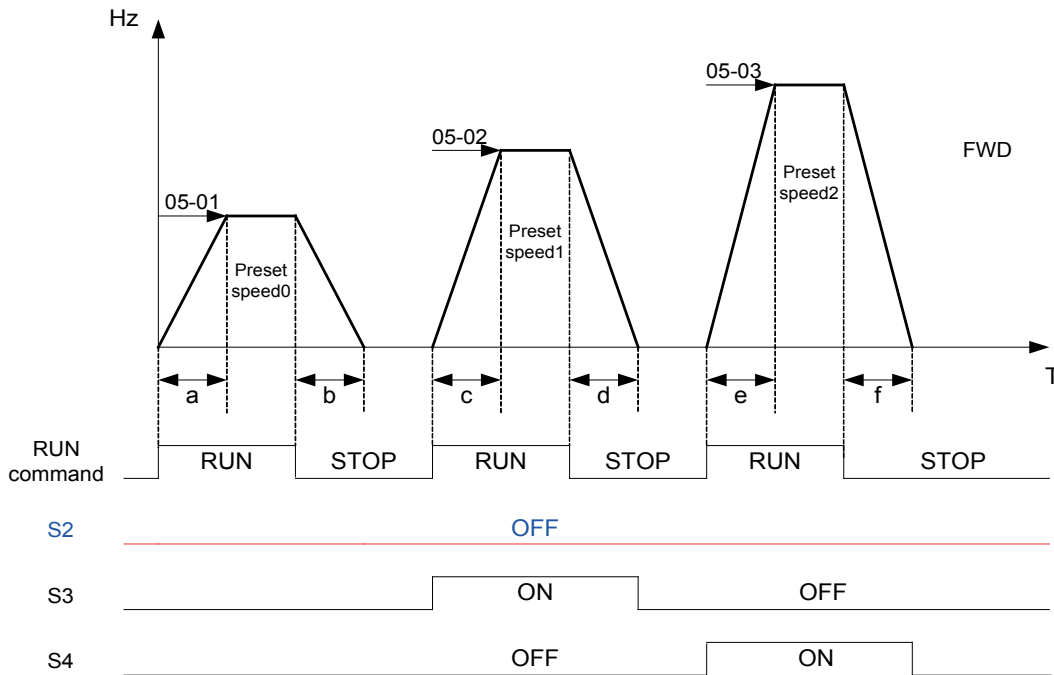 Hz
05-03
05-02
FWD
Preset
speed2
05-01
Preset
speed1
Preset
speed0
T
a
b
c
d
e
f
RUN
command
RUN
STOP
RUN
STOP
RUN
STOP
S2
OFF
S3
ON
OFF
S4
OFF
ON